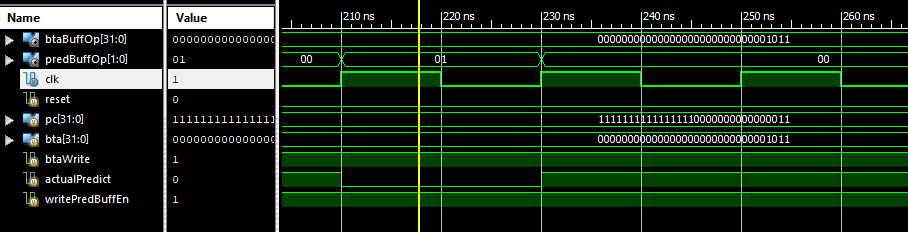 Name Value 210 ns 220 ns 230 ns 240 ns 250 ns 260 ns
btaBuffOp[31:0] 00000000000000000 00000000000000000000000000001011
predBuffOp[1:0] 01 00 01 00
clk 1
reset 0
pc[31:0] 11111111111111111 11111111111111110000000000000011
bta[31:0] 00000000000000000 00000000000000000000000000001011
btaWrite 1
actualPredict 0
writePredBuffEn 1